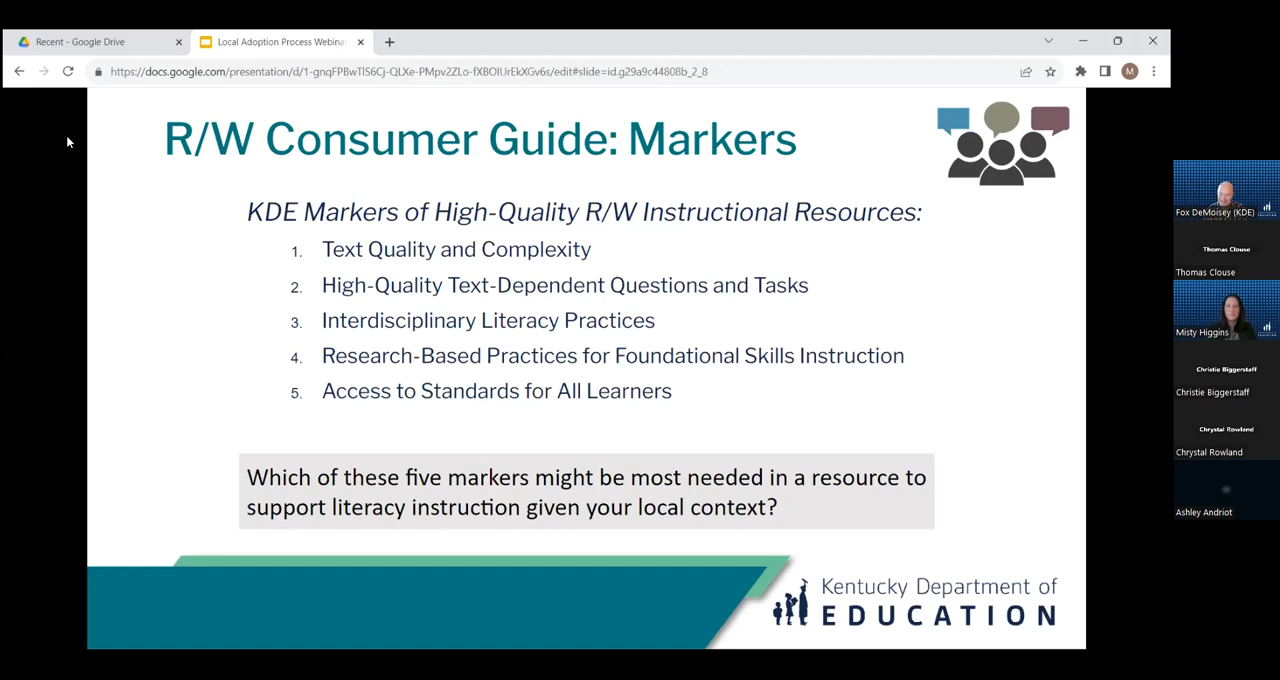 Recent - Google Drive
Local Adoption Process Webina
https://docs.google.com/presentation/d/1-gnqFPBwTlS6Cj-QLXe-PMpv2ZLo-fXBOIUrEkXGv6s/edit#slide=id.g29a9c44808b_2_8
M
R/W Consumer Guide: Markers
KDE Markers of High-Quality R/W Instructional Resources:
1. Text Quality and Complexity
2. High-Quality Text-Dependent Questions and Tasks
3. Interdisciplinary Literacy Practices
4. Research-Based Practices for Foundational Skills Instruction
5. Access to Standards for All Learners
Which of these five markers might be most needed in a resource to
support literacy instruction given your local context?
Kentucky Department of
EDUCATION
Fox DeMoisey (KDE)
Thomas Clouse
Thomas Clouse
Misty Higgins
Christie Biggerstaff
Christie Biggerstaff
Chrystal Rowland
Chrystal Rowland
Ashley Andriot